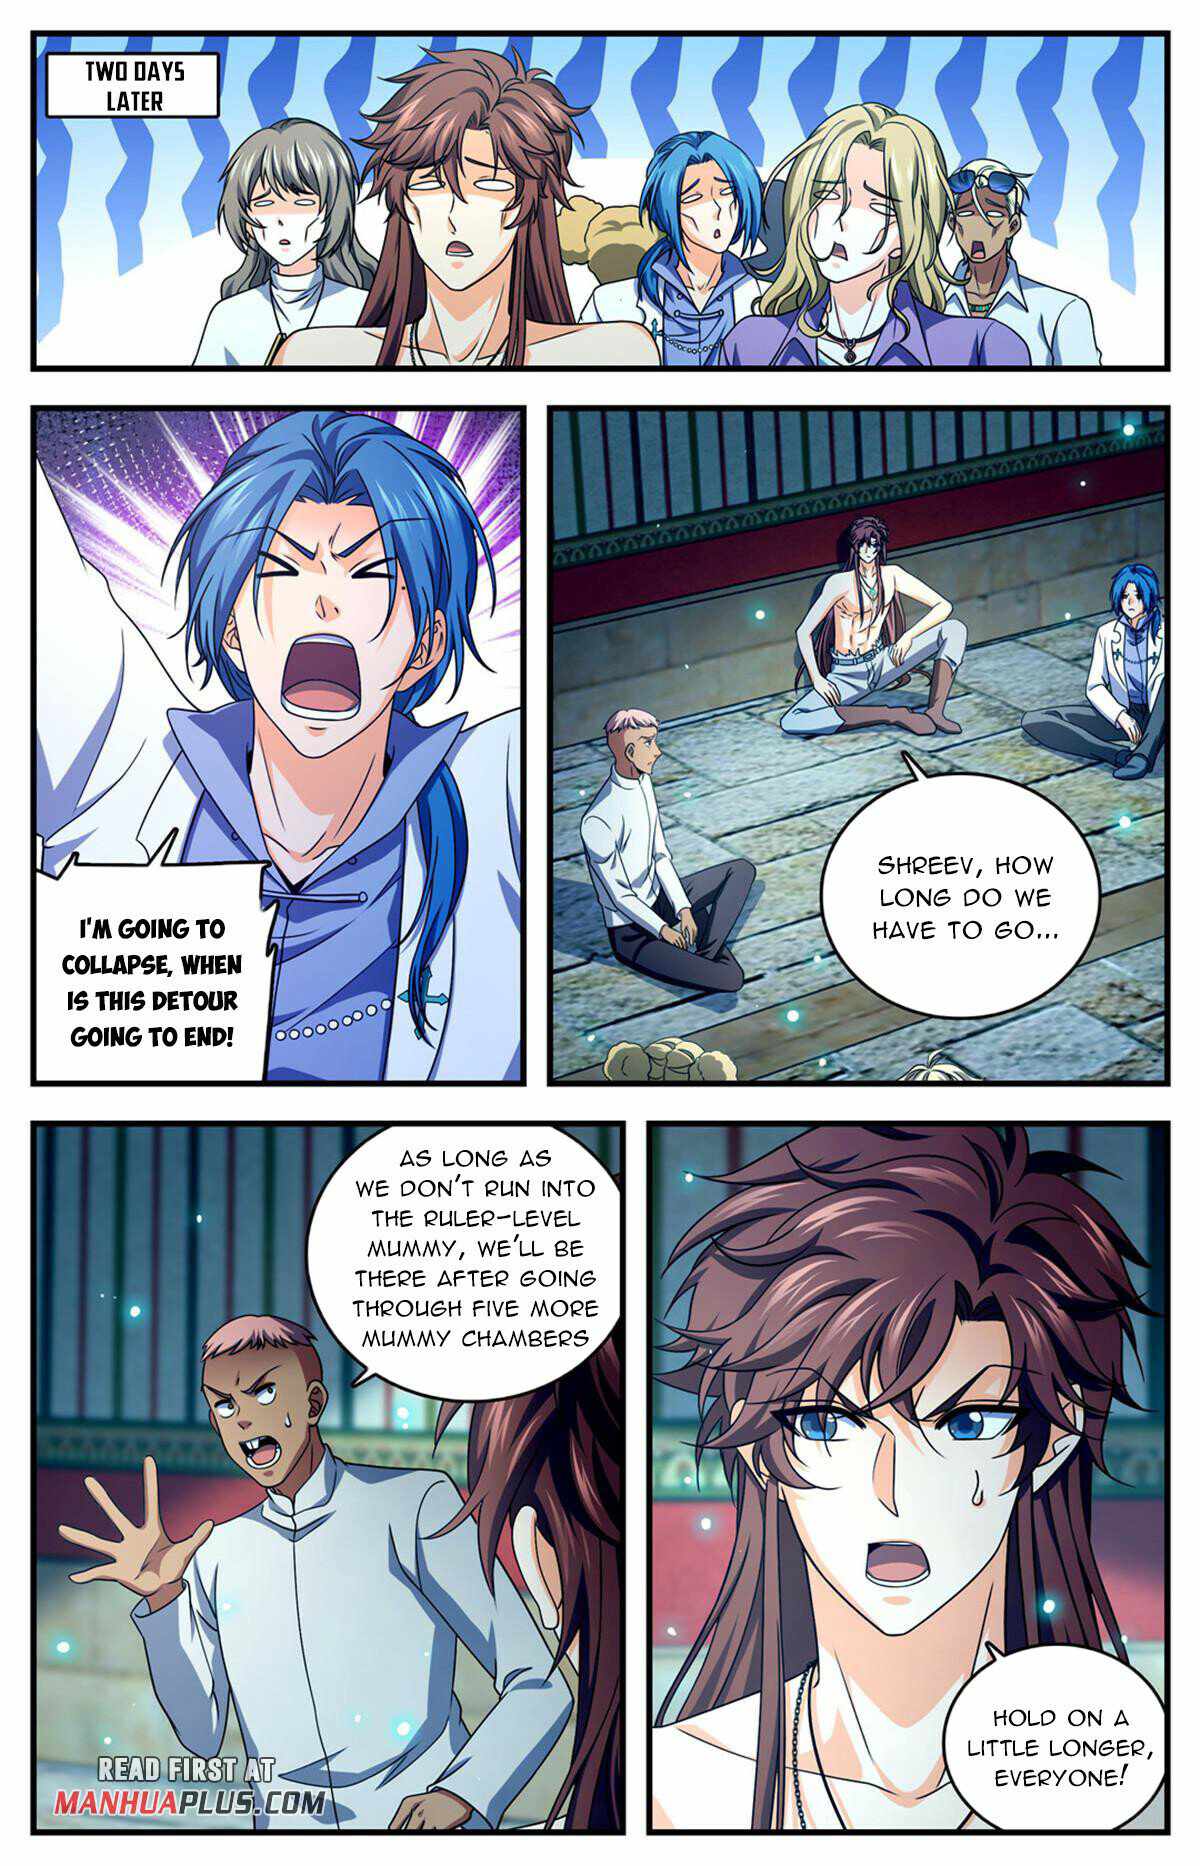 TWO DAYS
LATER
I'M GOING TO
COLLAPSE, WHEN
IS THIS DETOUR
GOING TO END!
SHREEV, HOW
LONG DO WE
HAVE TO GO...
AS LONG AS
WE DON'T RUN INTO
THE RULER-LEVEL
MUMMY, WE'LL BE
THERE AFTER GOING
THROUGH FIVE MORE
MUMMY CHAMBERS
HOLD ON A
LITTLE LONGER,
EVERYONE!
READ FIRST AT
MANHUAPLUS.COM